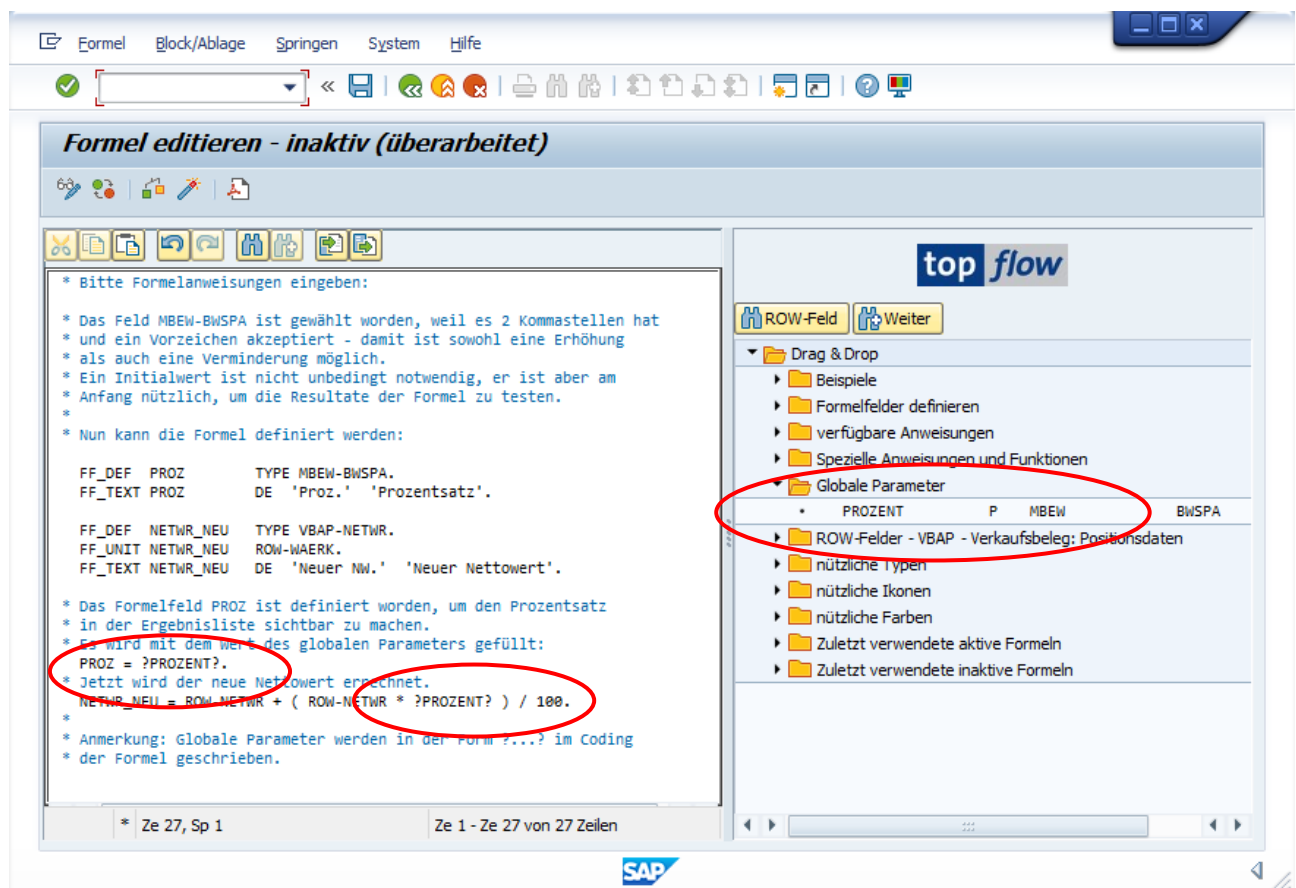 Formel Block/Ablage Springen System Hilfe
Formel editieren - inaktiv (überarbeitet)
* Bitte Formelanweisungen eingeben:
* Das Feld MBEW-BWSPA ist gewählt worden, weil es 2 Kommastellen hat
* und ein Vorzeichen akzeptiert - damit ist sowohl eine Erhöhung
* als auch eine Verminderung möglich.
* Ein Initialwert ist nicht unbedingt notwendig, er ist aber am
* Anfang nützlich, um die Resultate der Formel zu testen.
*
* Nun kann die Formel definiert werden:
FF_DEF PROZ TYPE MBEW-BWSPA.
FF_TEXT PROZ DE 'Proz.' 'Prozentsatz'.
FF_DEF NETWR_NEU TYPE VBAP-NETWR.
FF_UNIT NETWR_NEU ROW-WAERK.
FF_TEXT NETWR_NEU DE 'Neuer NW.' 'Neuer Nettowert'.
* Das Formelfeld PROZ ist definiert worden, um den Prozentsatz
* in der Ergebnisliste sichtbar zu machen.
* Es wird mit dem Wert des globalen Parameters gefüllt:
PROZ = ?PROZENT?.
* Jetzt wird der neue Nettowert errechnet.
NETWR_NEU = ROW-NETWR + ( ROW-NETWR * ?PROZENT? ) / 100.
*
* Anmerkung: Globale Parameter werden in der Form ?...? im Coding
* der Formel geschrieben.
* Ze 27, Sp 1 Ze 1 - Ze 27 von 27 Zeilen
top flow
ROW-Feld Weiter
Drag & Drop
Beispiele
Formelfelder definieren
verfügbare Anweisungen
Spezielle Anweisungen und Funktionen
Globale Parameter
• PROZENT P MBEW BWSPA
ROW-Felder - VBAP - Verkaufsbeleg: Positionsdaten
nützliche Typen
nützliche Ikonen
nützliche Farben
Zuletzt verwendete aktive Formeln
Zuletzt verwendete inaktive Formeln
SAP